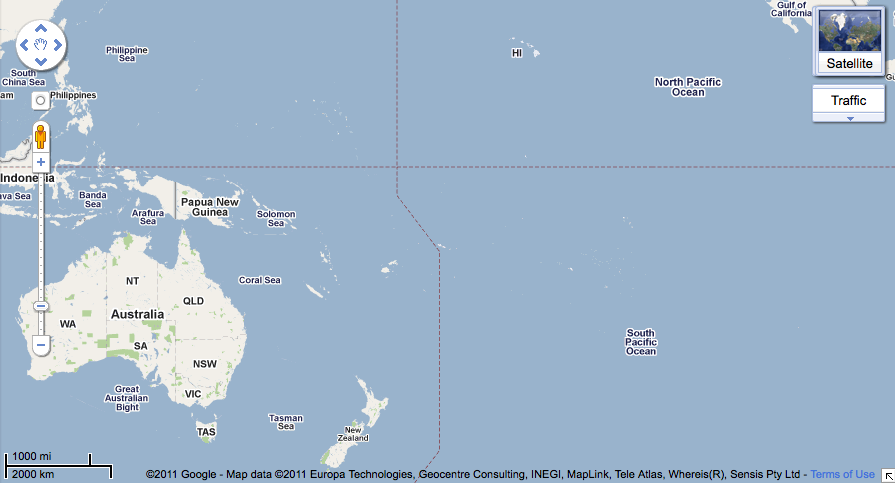 Gulf of
California
Philippine
Sea
HI
South
China Sea
Satellite
North Pacific
Ocean
am
Philippines
Traffic
Indonesia
ava Sea
Banda
Sea
Papua New
Guinea
Arafura
Sea
Solomon
Sea
NT
Coral Sea
QLD
WA
Australia
SA
South
Pacific
Ocean
NSW
Great
Australian
Bight
VIC
TAS
Tasman
Sea
New
Zealand
1000 mi
2000 km
©2011 Google - Map data ©2011 Europa Technologies, Geocentre Consulting, INEGI, MapLink, Tele Atlas, Whereis(R), Sensis Pty Ltd - Terms of Use